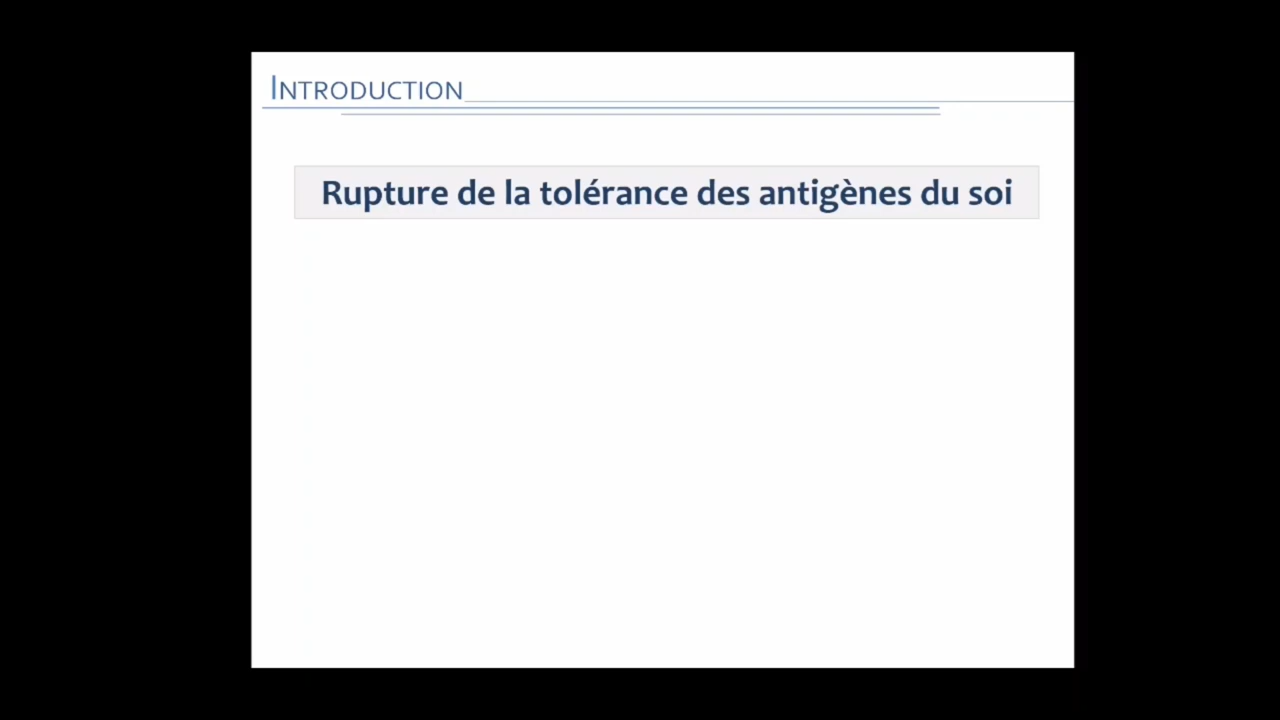 INTRODUCTION
Rupture de la tolérance des antigènes du soi